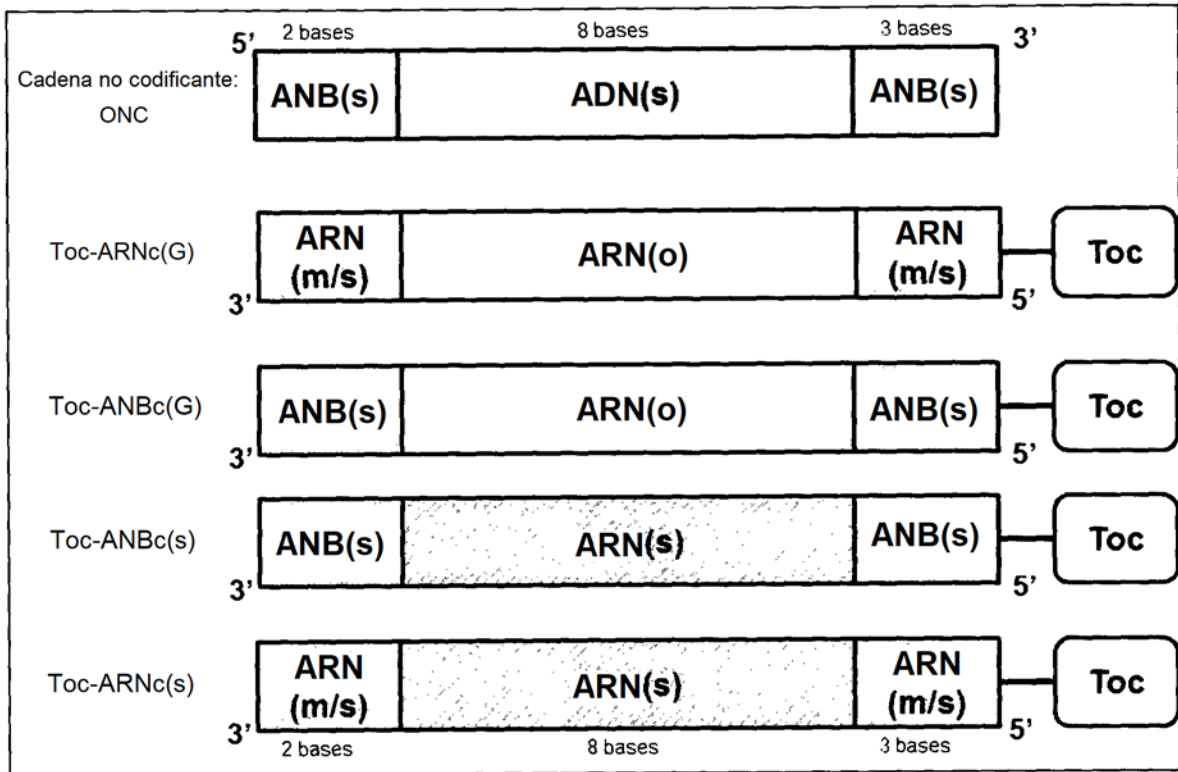 2 bases 8 bases 3 bases
5' 3'
Cadena no codificante:
ONC
ANB(s) ADN(s) ANB(s)
Toc-ARNc(G)
ARN
(m/s)
ARN(o)
ARN
(m/s)
Toc
3' 5'
Toc-ANBc(G)
ANB(s) ARN(o) ANB(s) Toc
3' 5'
Toc-ANBc(s)
ANB(s) ARN(s) ANB(s) Toc
3' 5'
Toc-ARNc(s)
ARN
(m/s)
ARN(s)
ARN
(m/s)
Toc
3' 5'
2 bases 8 bases 3 bases